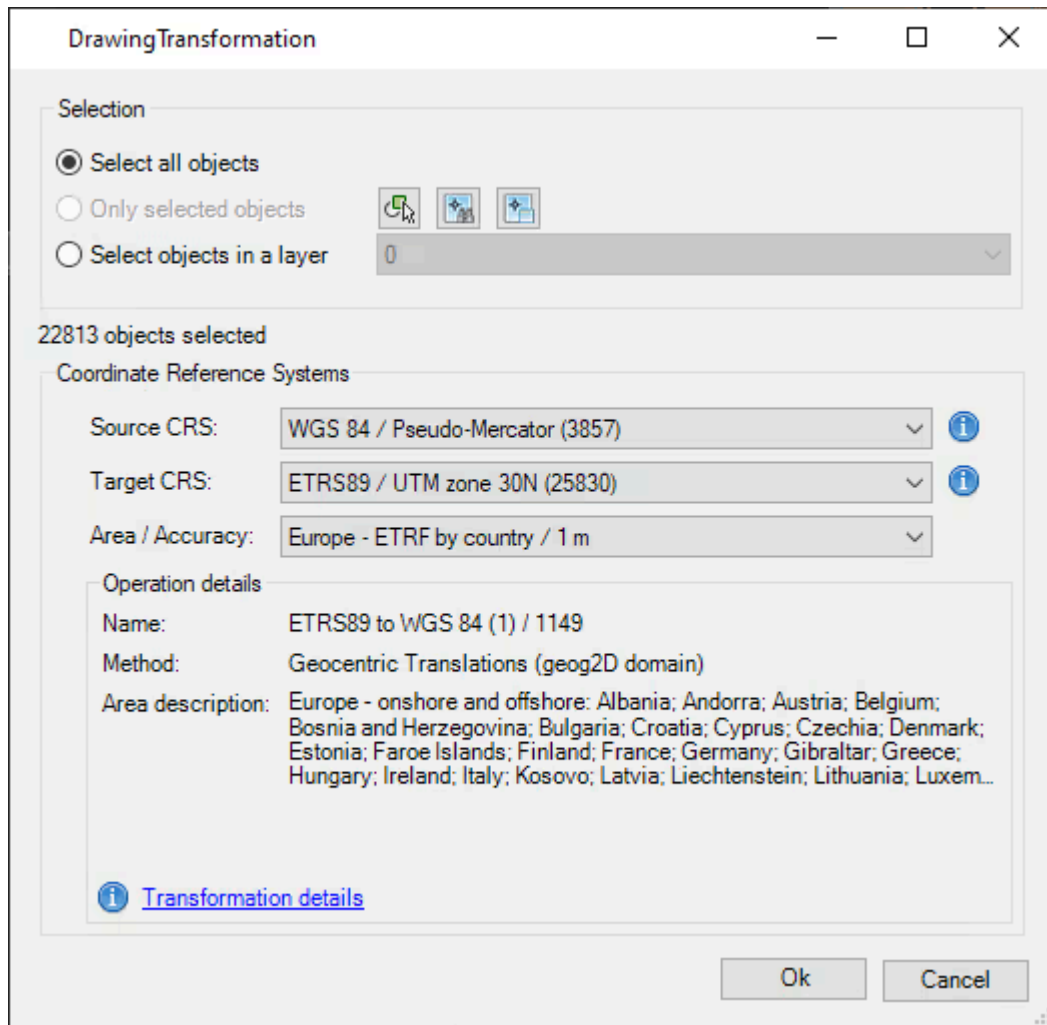 DrawingTransformation
Selection
Select all objects
Only selected objects
Select objects in a layer
0
22813 objects selected
Coordinate Reference Systems
Source CRS:
WGS 84 / Pseudo-Mercator (3857)
Target CRS:
ETRS89 / UTM zone 30N (25830)
Area / Accuracy:
Europe - ETRF by country / 1 m
Operation details
Name:
ETRS89 to WGS 84 (1) / 1149
Method:
Geocentric Translations (geog2D domain)
Area description:
Europe - onshore and offshore: Albania; Andorra; Austria; Belgium;
Bosnia and Herzegovina; Bulgaria; Croatia; Cyprus; Czechia; Denmark;
Estonia; Faroe Islands; Finland; France; Germany; Gibraltar; Greece;
Hungary; Ireland; Italy; Kosovo; Latvia; Liechtenstein; Lithuania; Luxem...
Transformation details
Ok
Cancel